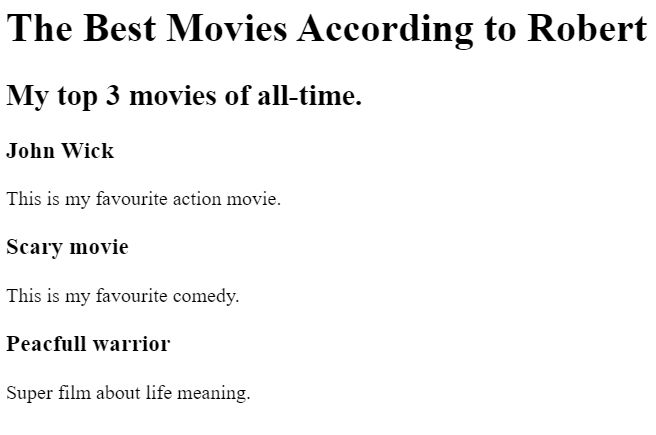 The Best Movies According to Robert
My top 3 movies of all-time.
John Wick
This is my favourite action movie.
Scary movie
This is my favourite comedy.
Peacfull warrior
Super film about life meaning.